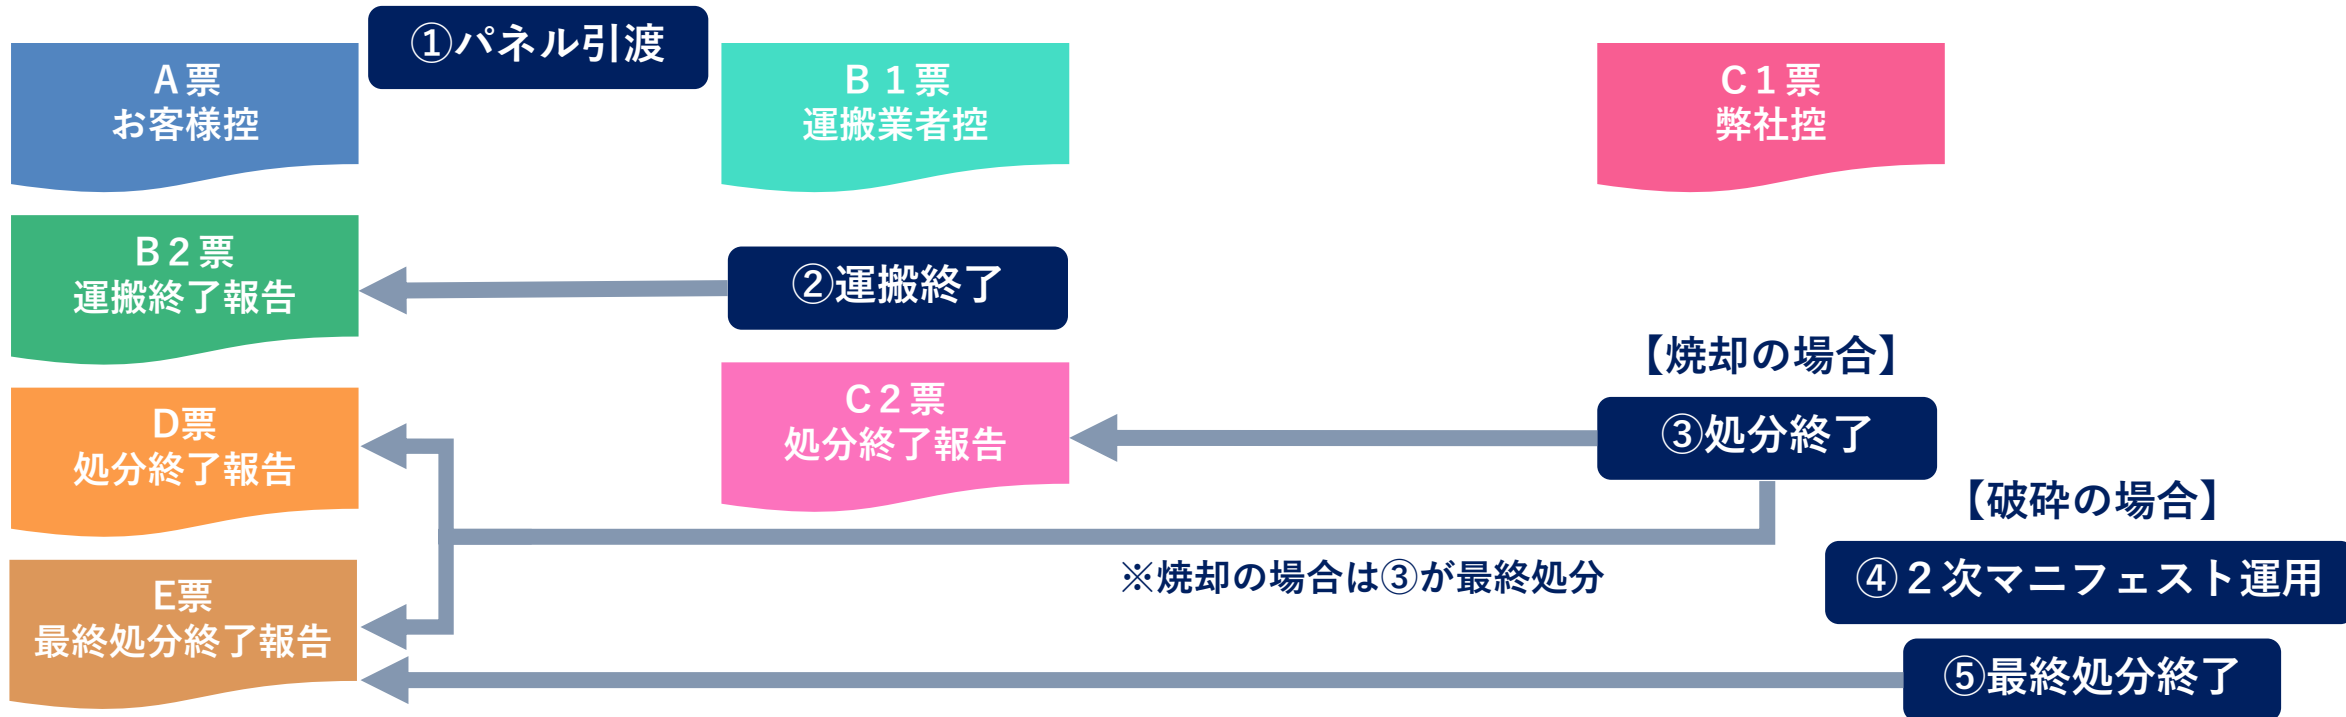 ①パネル引渡
A票
お客様控
B１票
運搬業者控
C１票
弊社控
B２票
運搬終了報告
②運搬終了
【焼却の場合】
D票
処分終了報告
C２票
処分終了報告
③処分終了
【破砕の場合】
※焼却の場合は③が最終処分
④２次マニフェスト運用
E票
最終処分終了報告
⑤最終処分終了